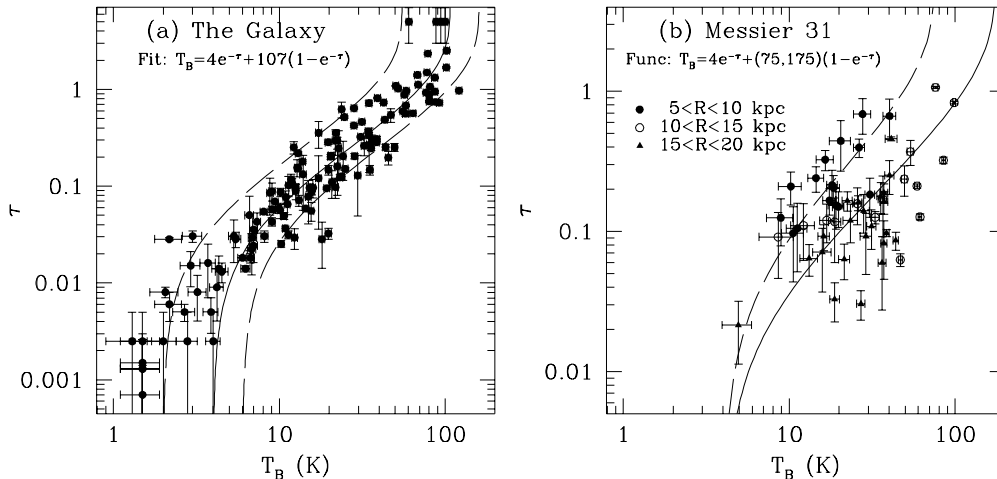 (a) The Galaxy
Fit: T_B=4e^{-τ}+107(1-e^{-τ})
τ
1
0.1
0.01
0.001
1
10
100
T_B (K)
(b) Messier 31
Func: T_B=4e^{-τ}+(75,175)(1-e^{-τ})
5<R<10 kpc
10<R<15 kpc
15<R<20 kpc
τ
1
0.1
0.01
1
10
100
T_B (K)